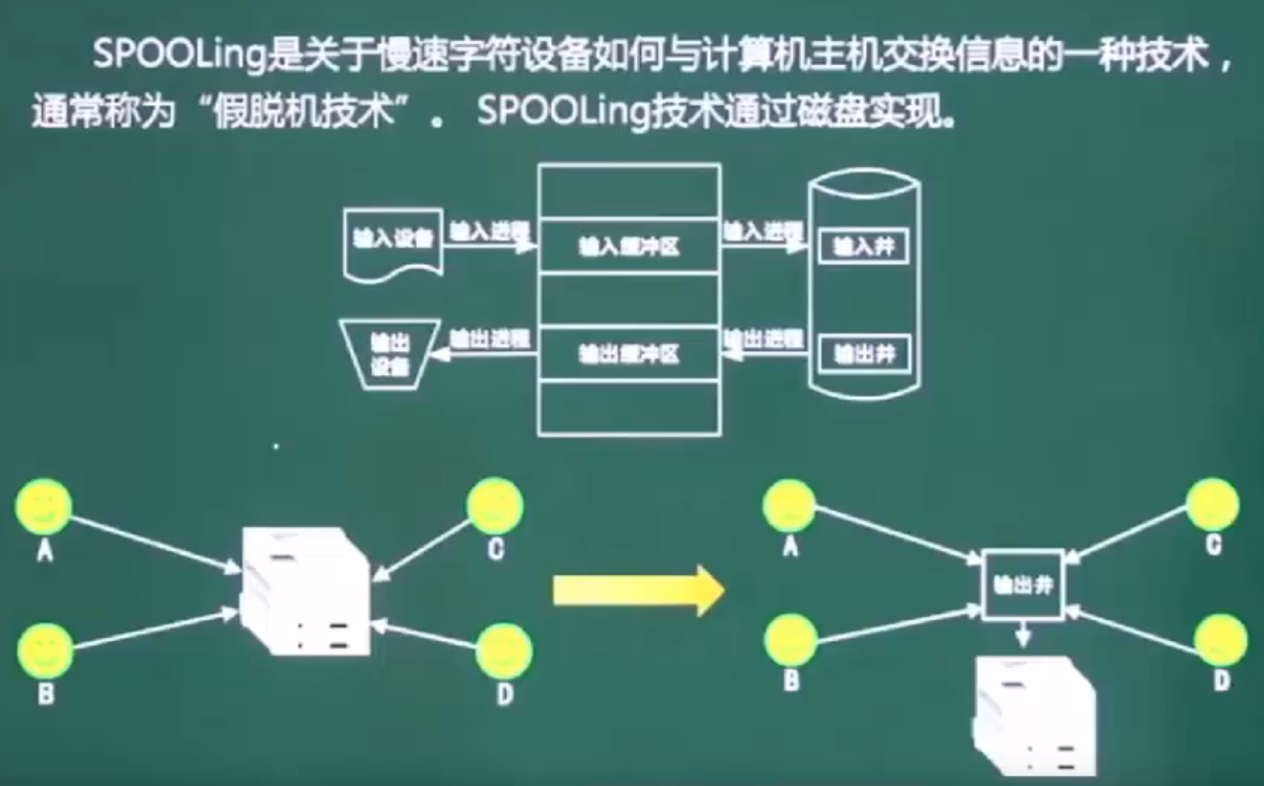 SPOOLing是关于慢速字符设备如何与计算机主机交换信息的一种技术，
通常称为“假脱机技术”。 SPOOLing技术通过磁盘实现。
输入设备
输入进程
输入缓冲区
输入进程
输入井
输出
设备
输出进程
输出缓冲区
输出进程
输出井
A
C
B
D
A
C
输出井
B
D